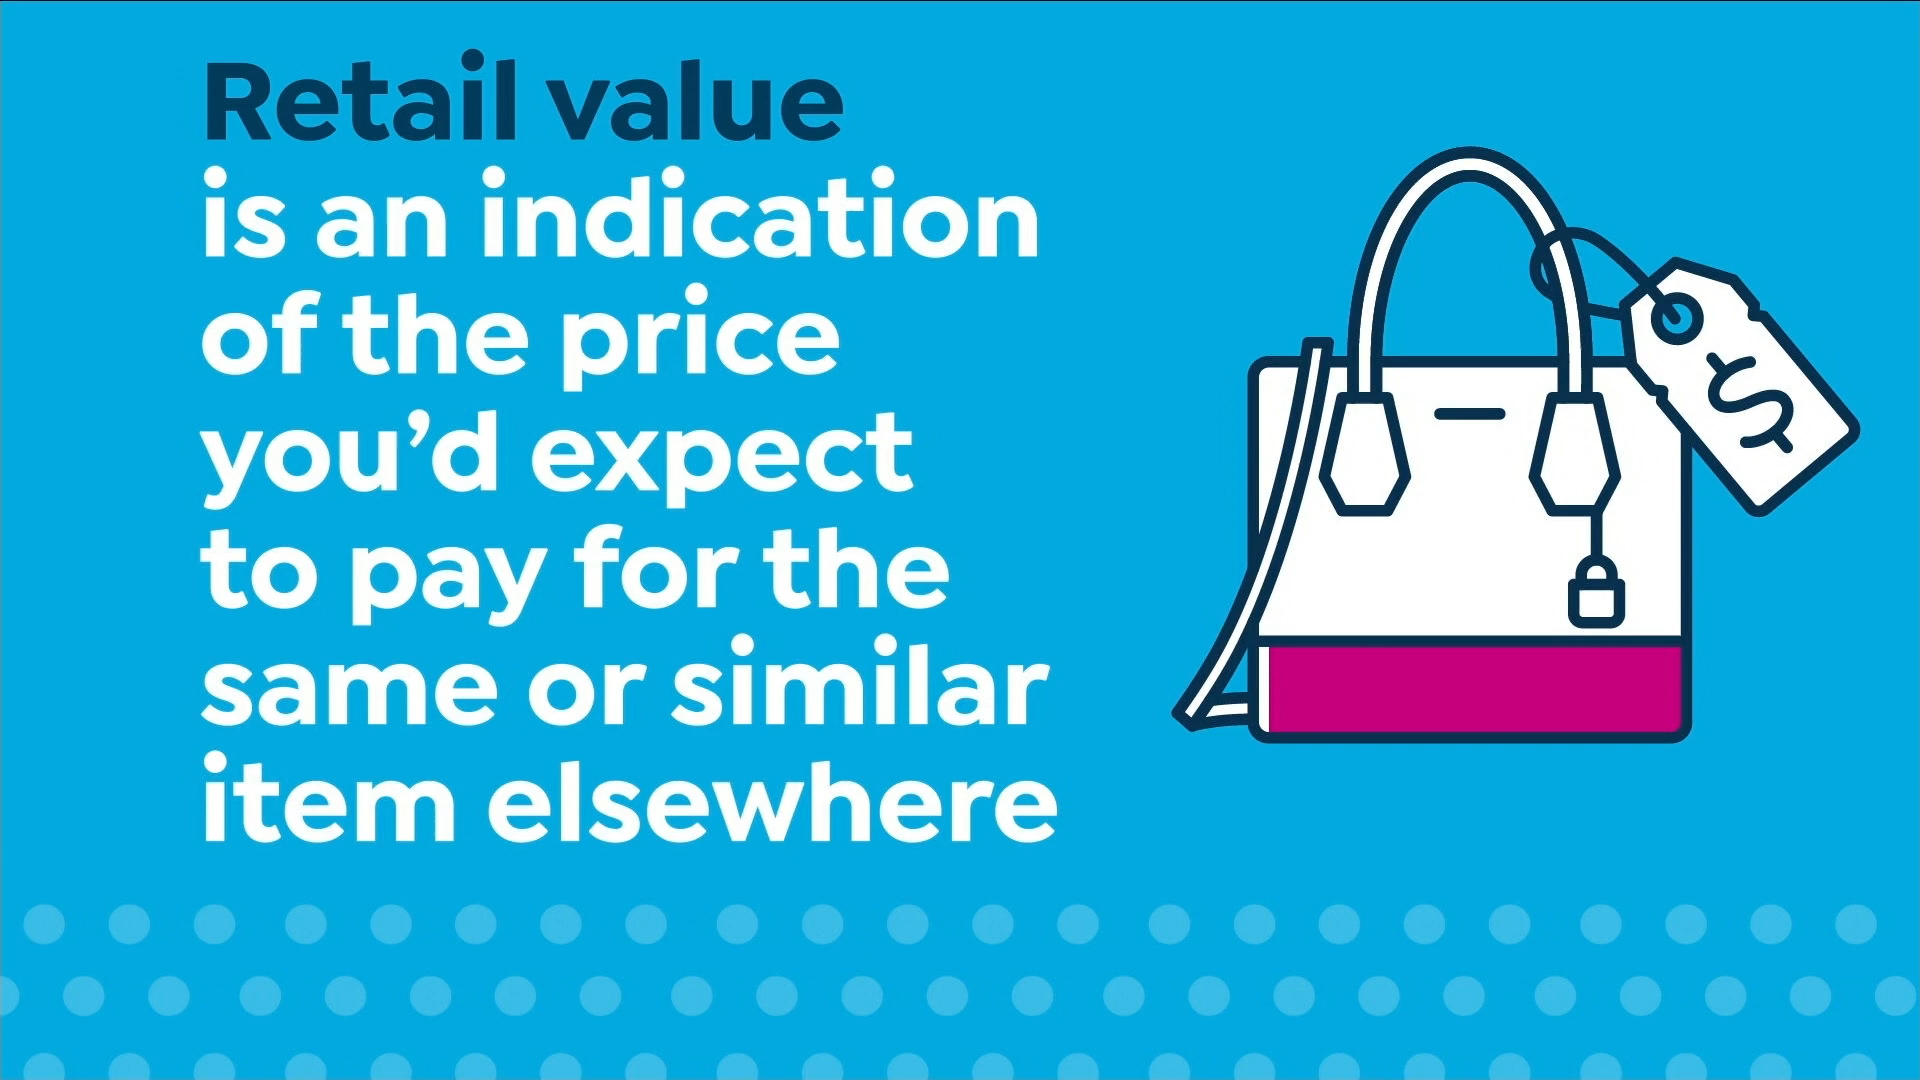 Retail value
is an indication
of the price
you’d expect
to pay for the
same or similar
item elsewhere
$